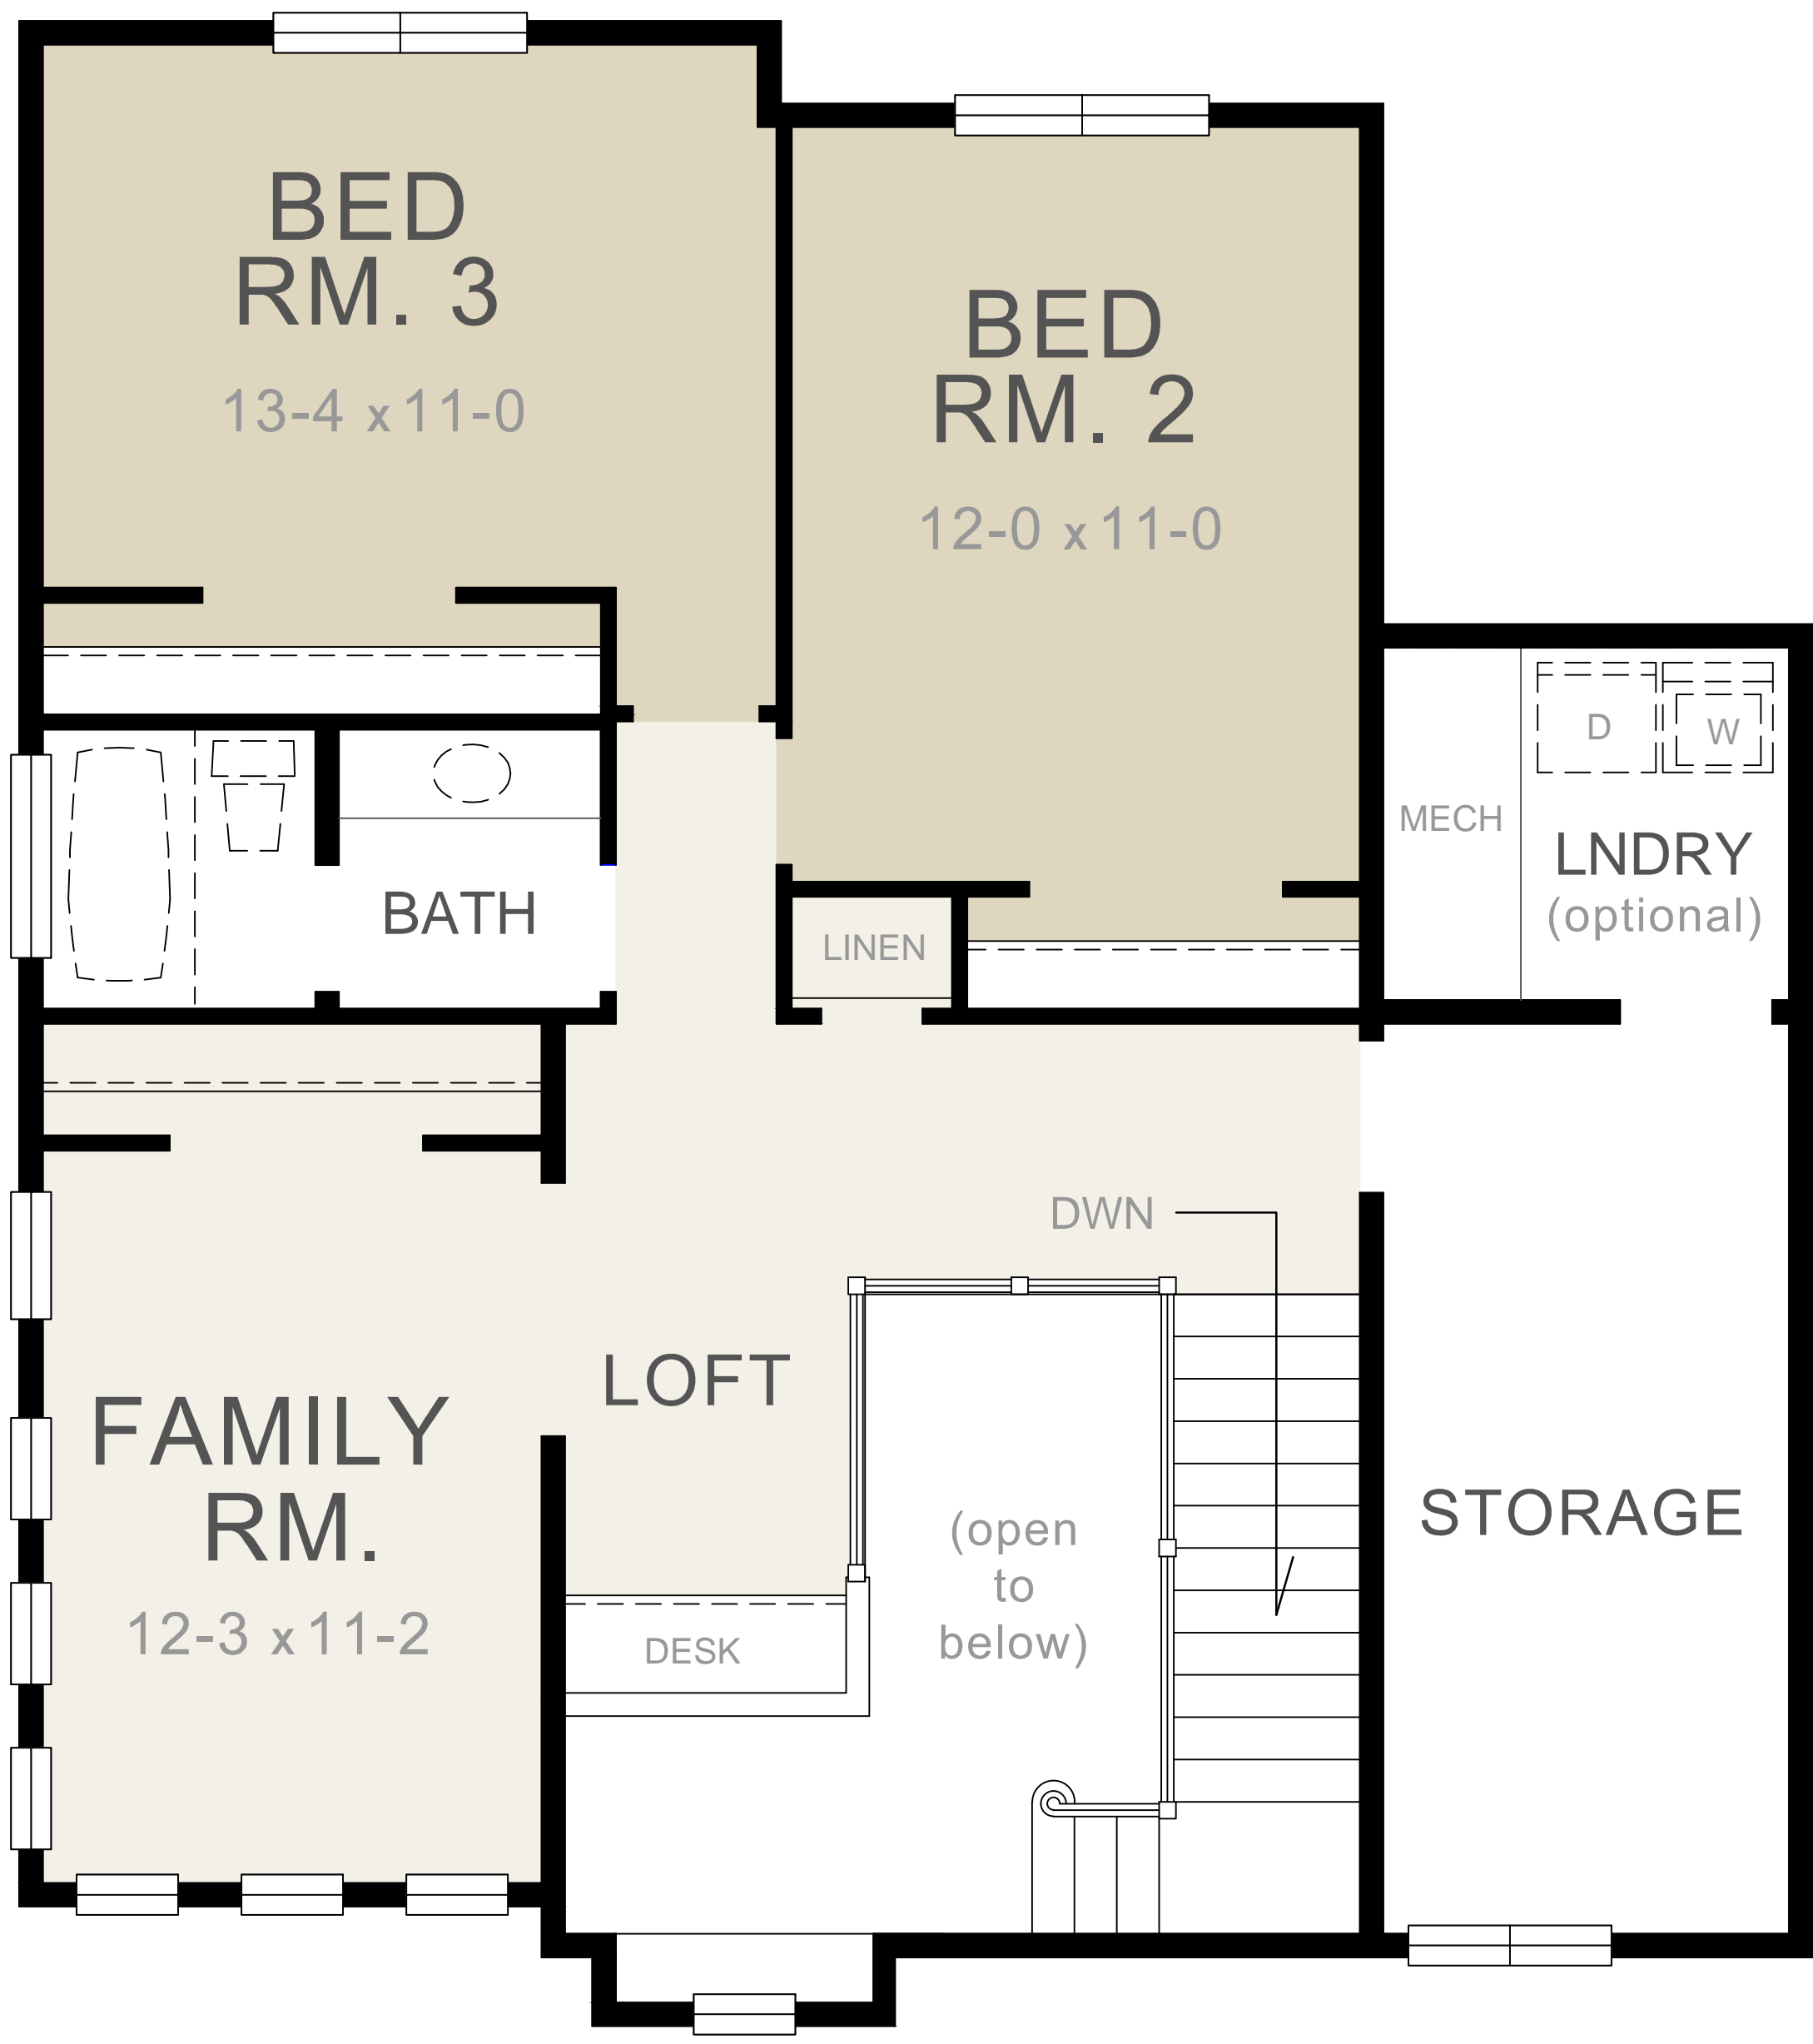 BED
RM. 3
13-4 x 11-0
BED
RM. 2
12-0 x 11-0
D
W
MECH
LNDRY
(optional)
BATH
LINEN
DWN
LOFT
FAMILY
RM.
12-3 x 11-2
(open
to
below)
STORAGE
DESK